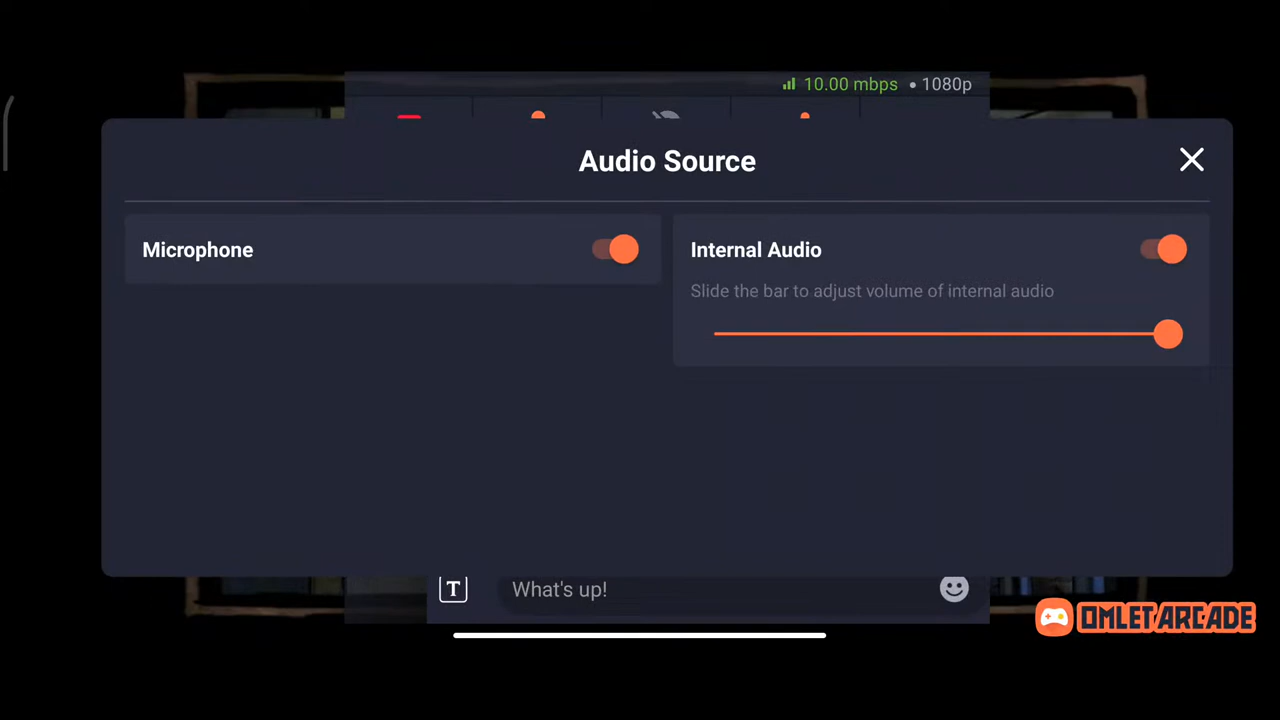 10.00 mbps • 1080p
Audio Source
Microphone
Internal Audio
Slide the bar to adjust volume of internal audio
T
What's up!
OMLET ARCADE